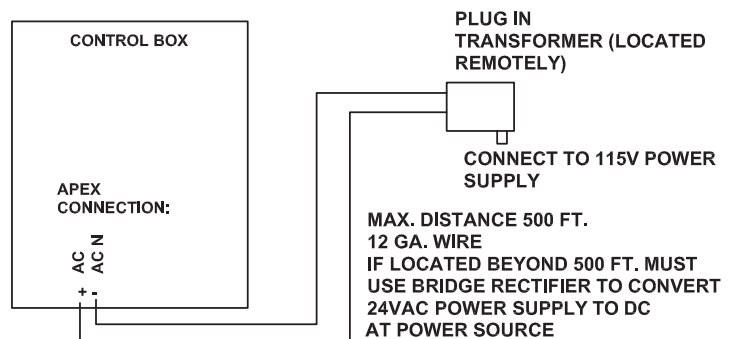 CONTROL BOX
PLUG IN
TRANSFORMER (LOCATED
REMOTELY)
CONNECT TO 115V POWER
SUPPLY
APEX
CONNECTION:
AC
AC N
+ -
MAX. DISTANCE 500 FT.
12 GA. WIRE
IF LOCATED BEYOND 500 FT. MUST
USE BRIDGE RECTIFIER TO CONVERT
24VAC POWER SUPPLY TO DC
AT POWER SOURCE